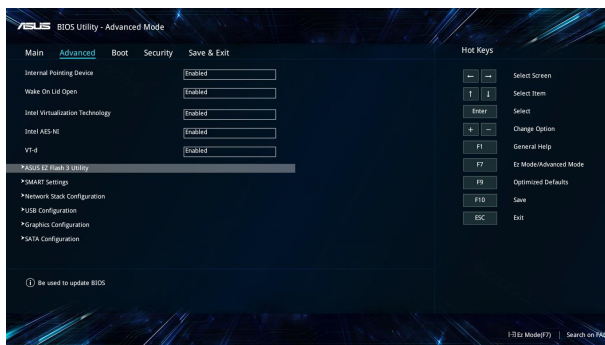 ASUS BIOS Utility - Advanced Mode
Main Advanced Boot Security Save & Exit
Internal Pointing Device Enabled
Wake On Lid Open Enabled
Intel Virtualization Technology Enabled
Intel AES-NI Enabled
VT-d Enabled
ASUS EZ Flash 3 Utility
SMART Settings
Network Stack Configuration
USB Configuration
Graphics Configuration
SATA Configuration
Be used to update BIOS
Hot Keys
← → Select Screen
↑ ↓ Select Item
Enter Select
+ - Change Option
F1 General Help
F7 Ez Mode/Advanced Mode
F9 Optimized Defaults
F10 Save
ESC Exit
Ez Mode(F7) | Search on FA